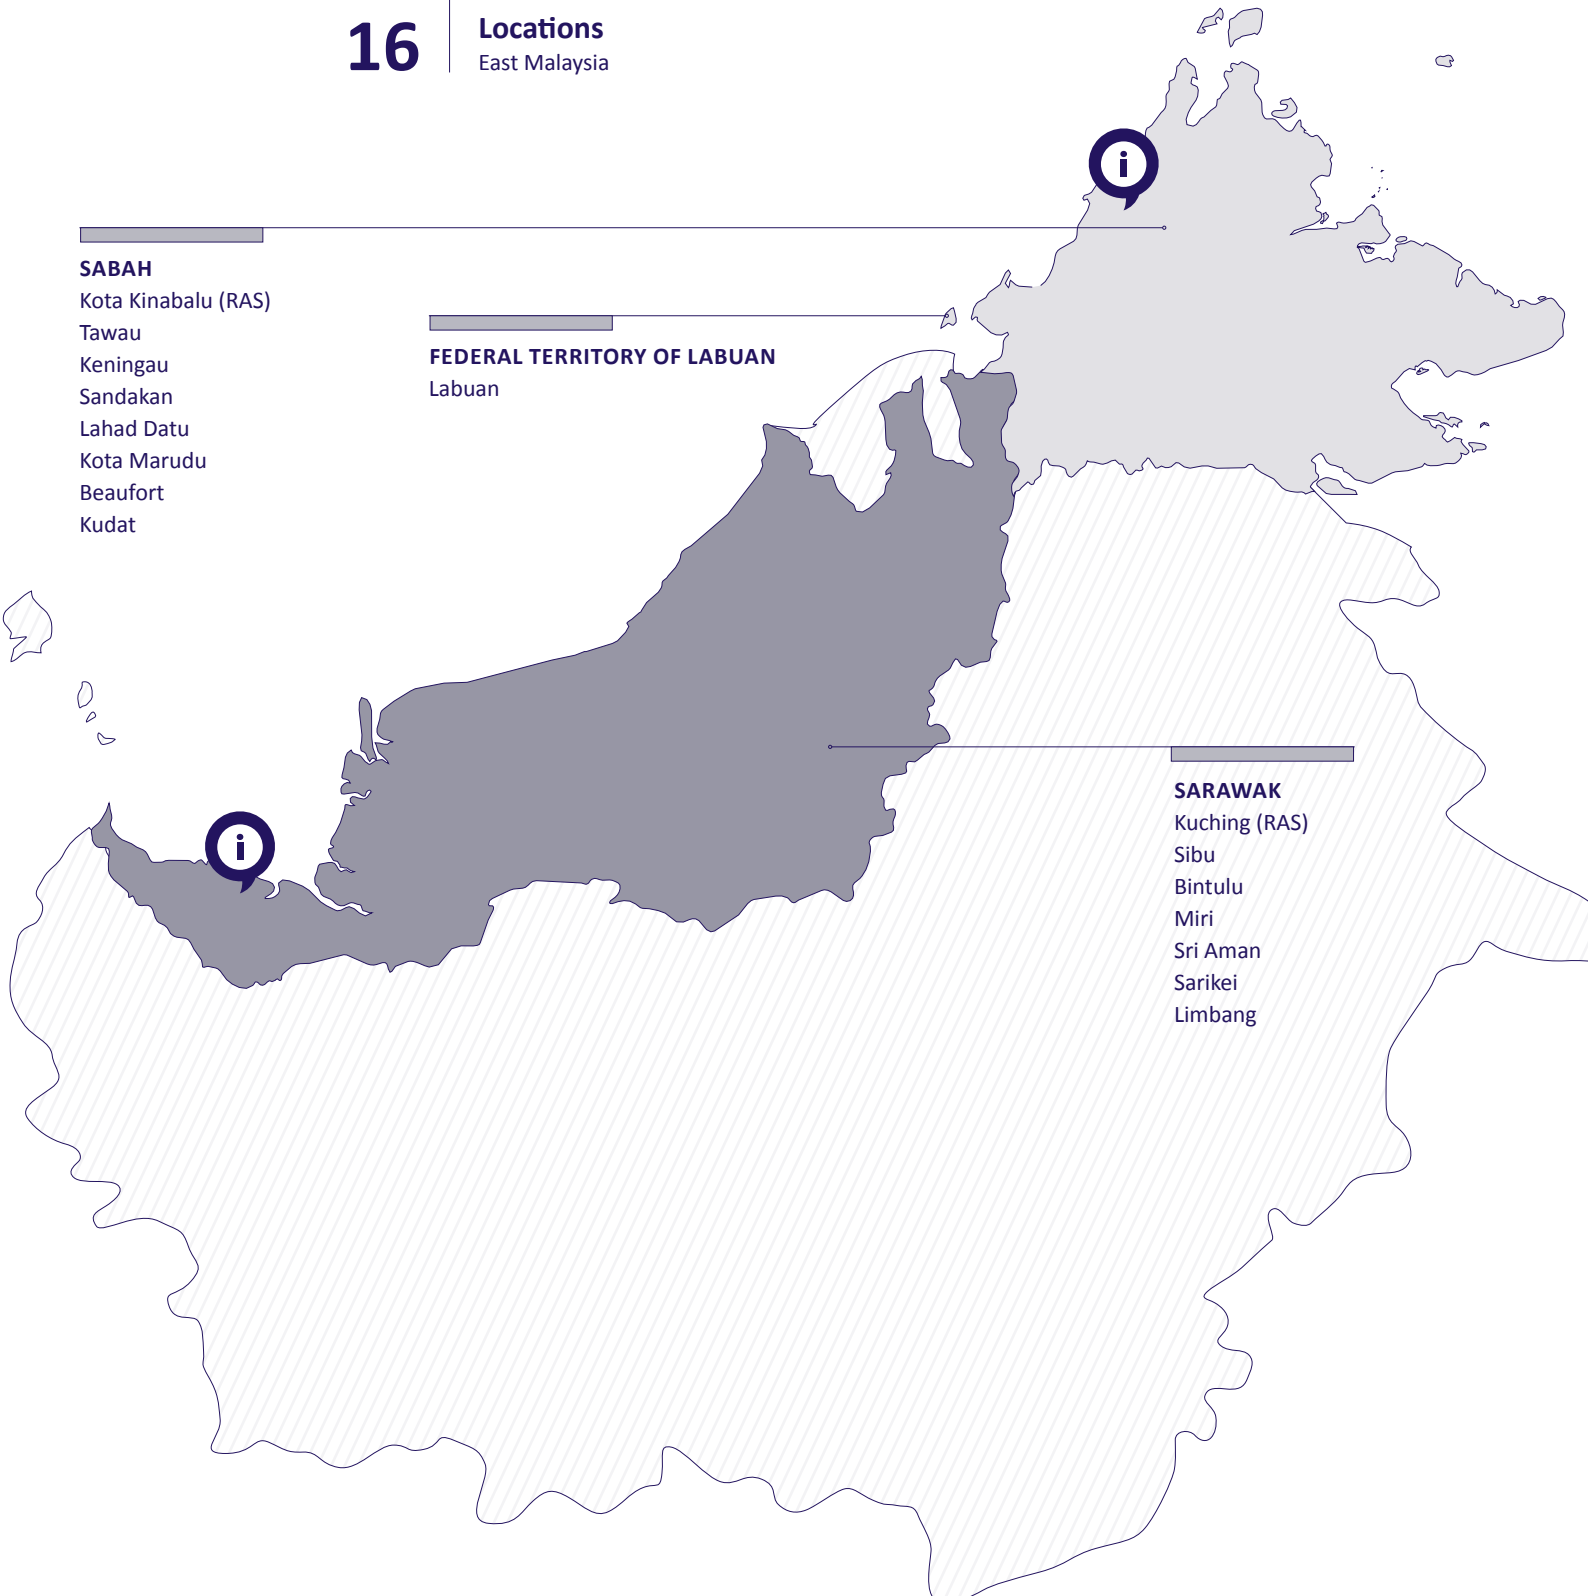 16
Locations
East Malaysia
i
SABAH
Kota Kinabalu (RAS)
Tawau
Keningau
Sandakan
Lahad Datu
Kota Marudu
Beaufort
Kudat
FEDERAL TERRITORY OF LABUAN
Labuan
SARAWAK
Kuching (RAS)
Sibu
Bintulu
Miri
Sri Aman
Sarikei
Limbang
i